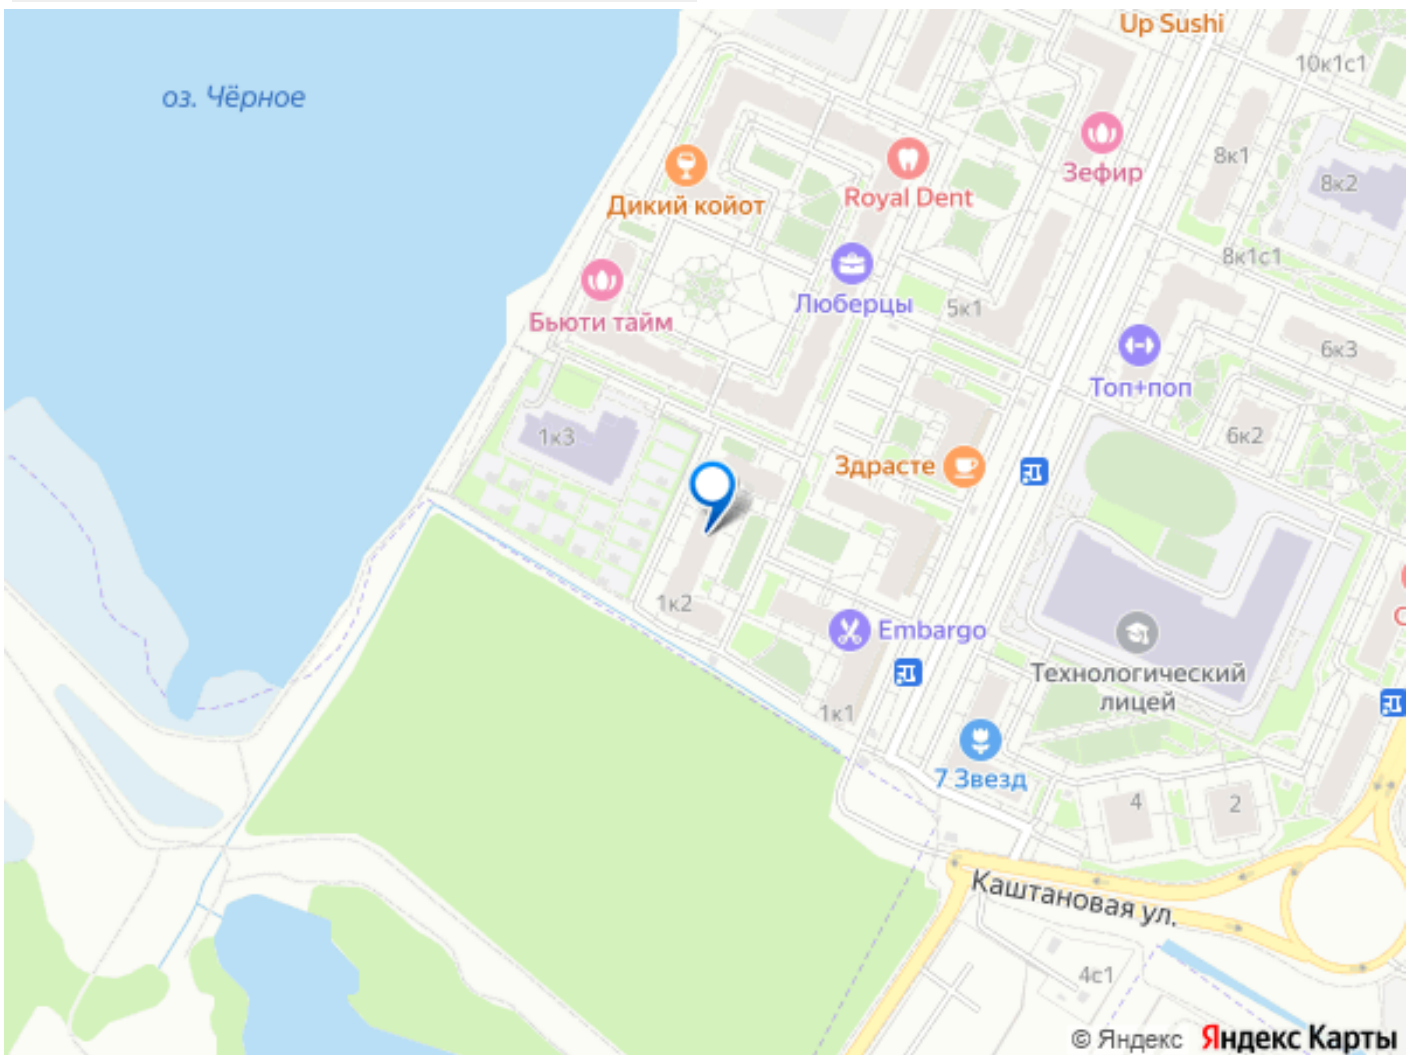 Up Sushi
10к1с1
оз. Чёрное
8к1
Зефир
8к2
Royal Dent
Дикий койот
8к1с1
Люберцы
5к1
Бьюти тайм
6к3
Топ+поп
1к3
6к2
Здрасте
1к2
Embargo
Технологический
лицей
1к1
7 Звезд
4
2
Каштановая ул.
4с1
© Яндекс Яндекс Карты